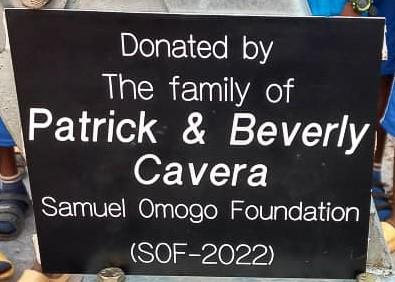 Donated by
The family of
Patrick & Beverly
Cavera
Samuel Omogo Foundation
(SOF-2022)